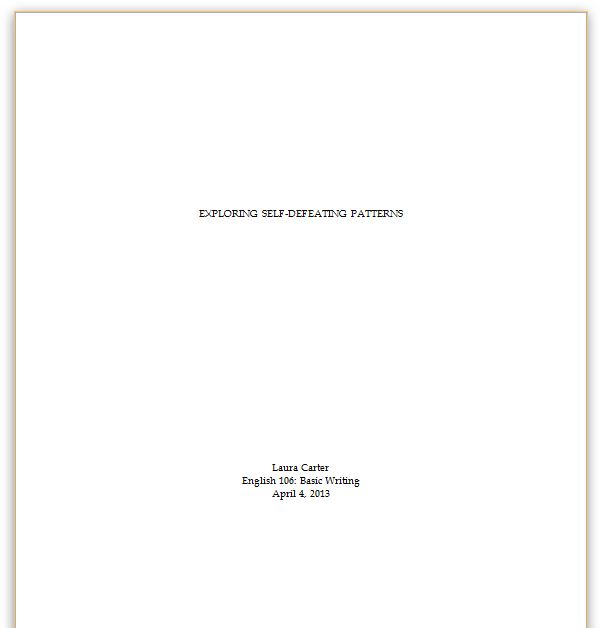 EXPLORING SELF-DEFEATING PATTERNS
Laura Carter
English 106: Basic Writing
April 4, 2013